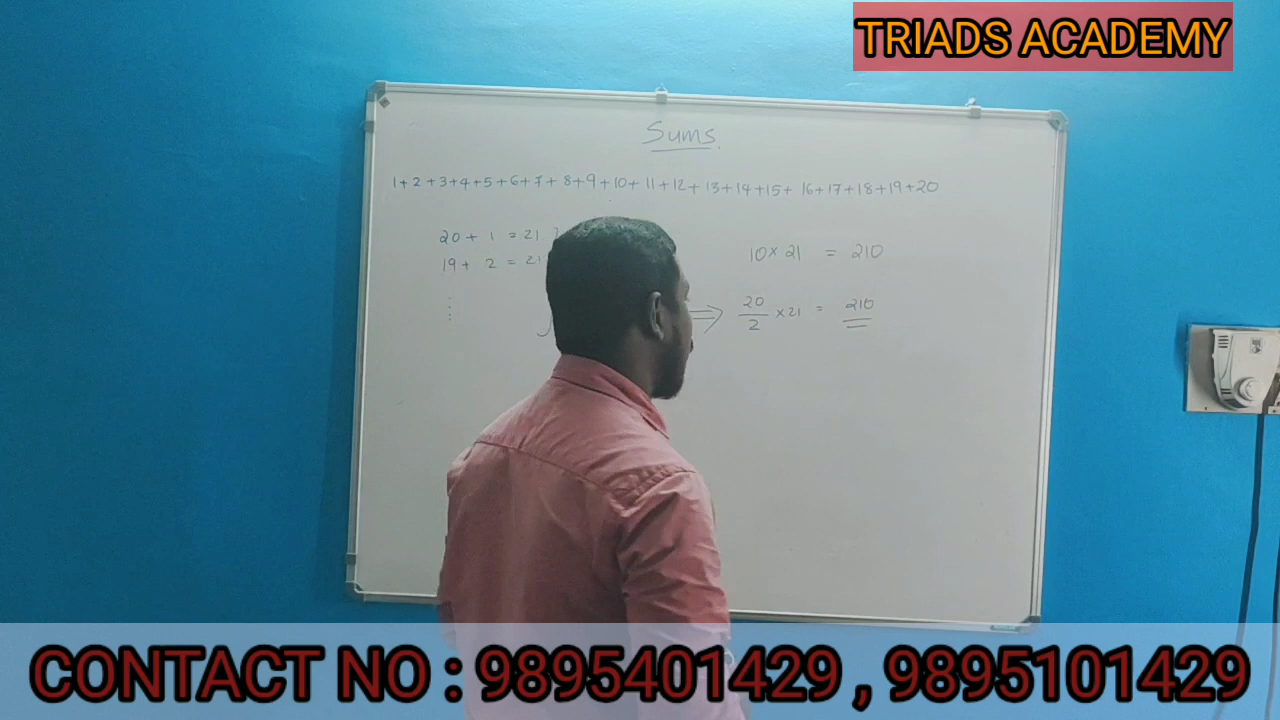 TRIADS ACADEMY
Sums.
1+2+3+4+5+6+7+8+9+10+11+12+13+14+15+16+17+18+19+20
20 + 1 = 21
19 + 2 = 21
⋮
10 × 21 = 210
⇒ 20/2 × 21 = 210
CONTACT NO : 9895401429 , 9895101429